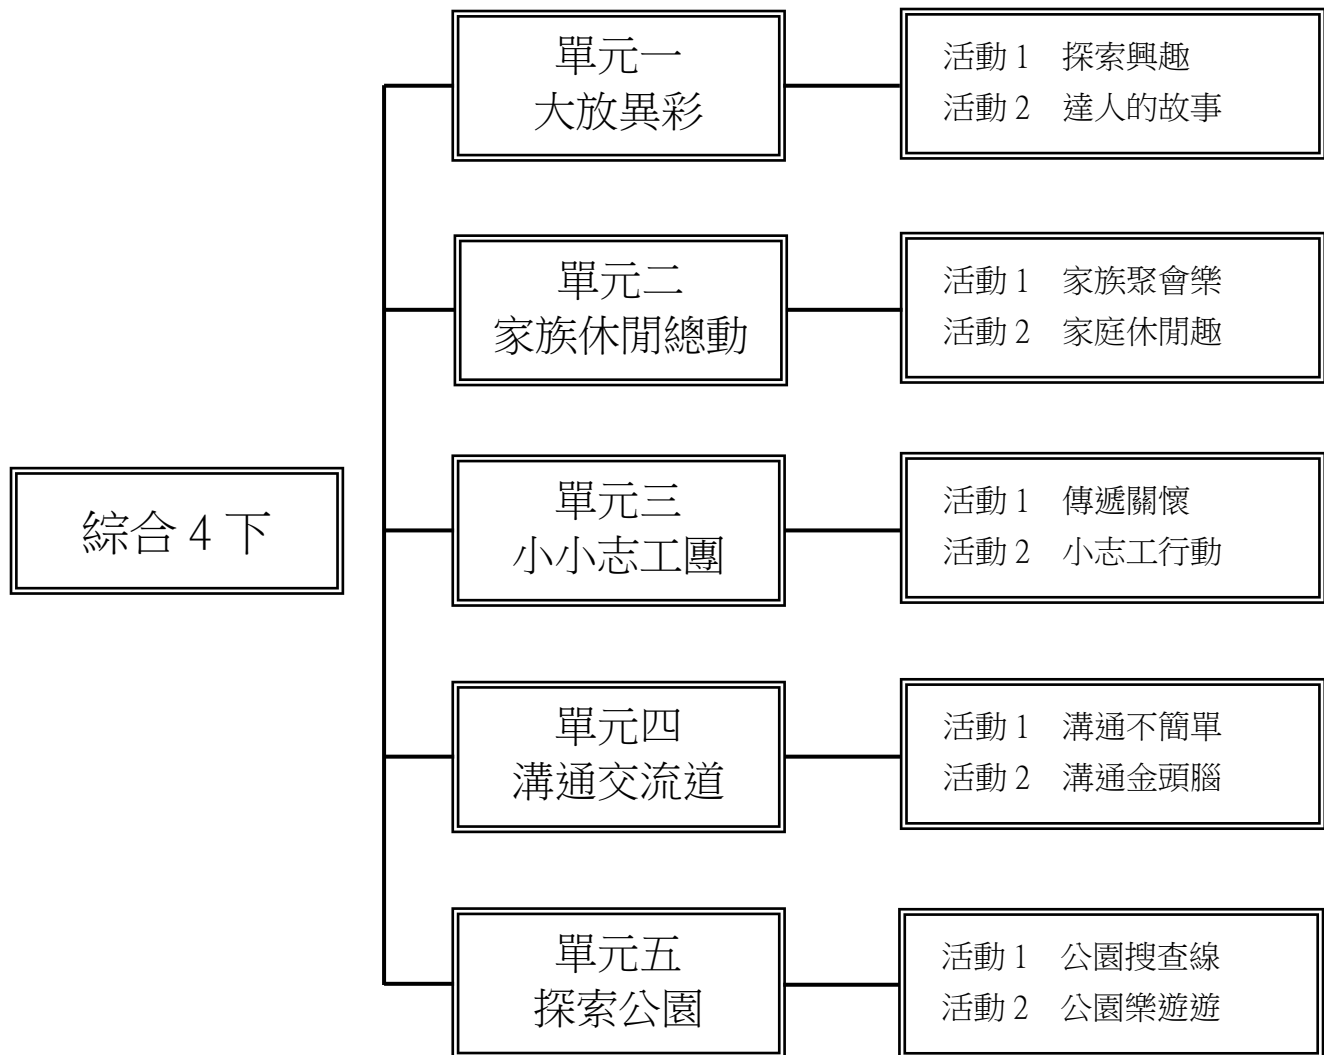 單元一
大放異彩
活動 1　探索興趣
活動 2　達人的故事
單元二
家族休閒總動
活動 1　家族聚會樂
活動 2　家庭休閒趣
綜合 4 下
單元三
小小志工團
活動 1　傳遞關懷
活動 2　小志工行動
單元四
溝通交流道
活動 1　溝通不簡單
活動 2　溝通金頭腦
單元五
探索公園
活動 1　公園搜查線
活動 2　公園樂遊遊